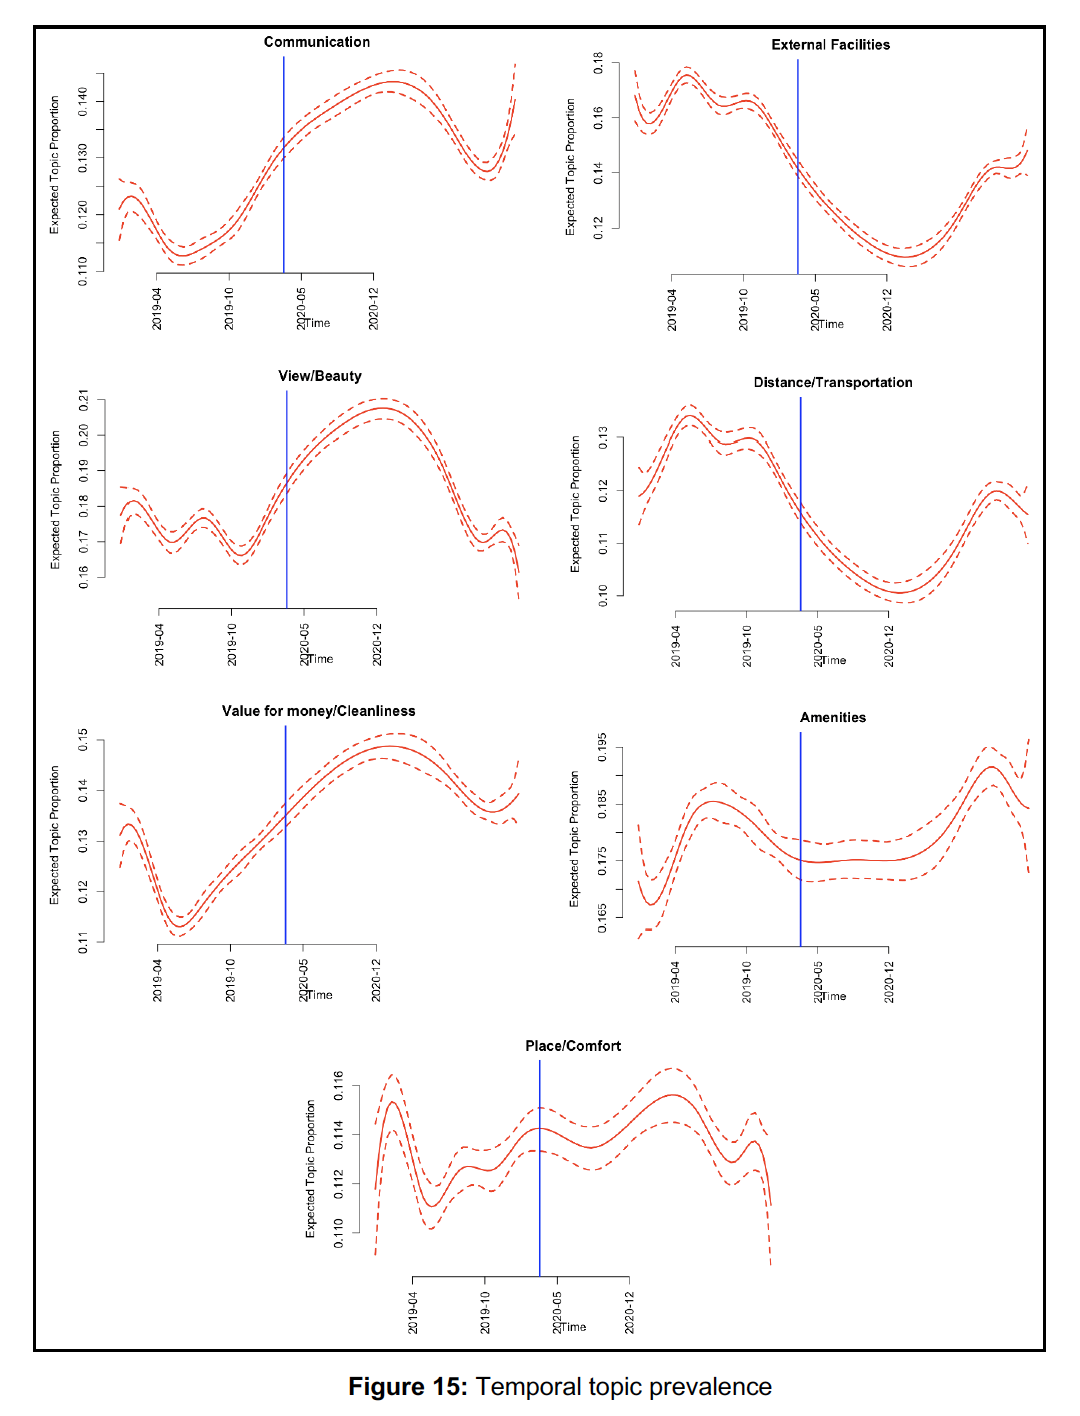 Communication
Expected Topic Proportion
0.110
0.120
0.130
0.140
2019-04
2019-10
2020-05
2020-12
Time
External Facilities
Expected Topic Proportion
0.12
0.14
0.16
0.18
2019-04
2019-10
2020-05
2020-12
Time
View/Beauty
Expected Topic Proportion
0.16
0.17
0.18
0.19
0.20
0.21
2019-04
2019-10
2020-05
2020-12
Time
Distance/Transportation
Expected Topic Proportion
0.10
0.11
0.12
0.13
2019-04
2019-10
2020-05
2020-12
Time
Value for money/Cleanliness
Expected Topic Proportion
0.11
0.12
0.13
0.14
0.15
2019-04
2019-10
2020-05
2020-12
Time
Amenities
Expected Topic Proportion
0.165
0.175
0.185
0.195
2019-04
2019-10
2020-05
2020-12
Time
Place/Comfort
Expected Topic Proportion
0.110
0.112
0.114
0.116
2019-04
2019-10
2020-05
2020-12
Time
Figure 15: Temporal topic prevalence